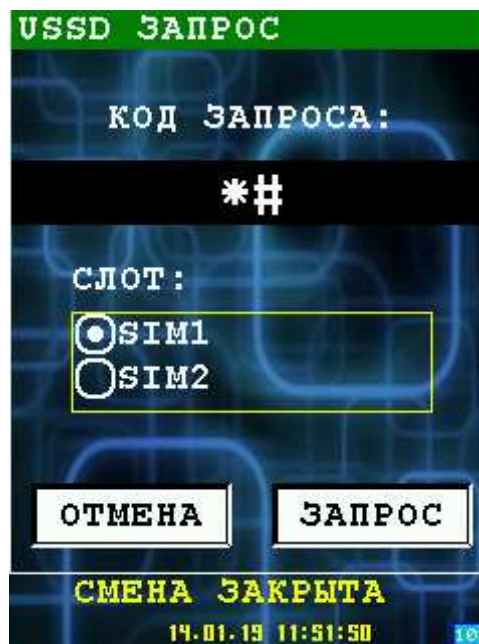 USSD ЗАПРОС
КОД ЗАПРОСА:
*#
СЛОТ:
SIM1
SIM2
ОТМЕНА ЗАПРОС
СМЕНА ЗАКРЫТА
14.01.19 11:51:50 10